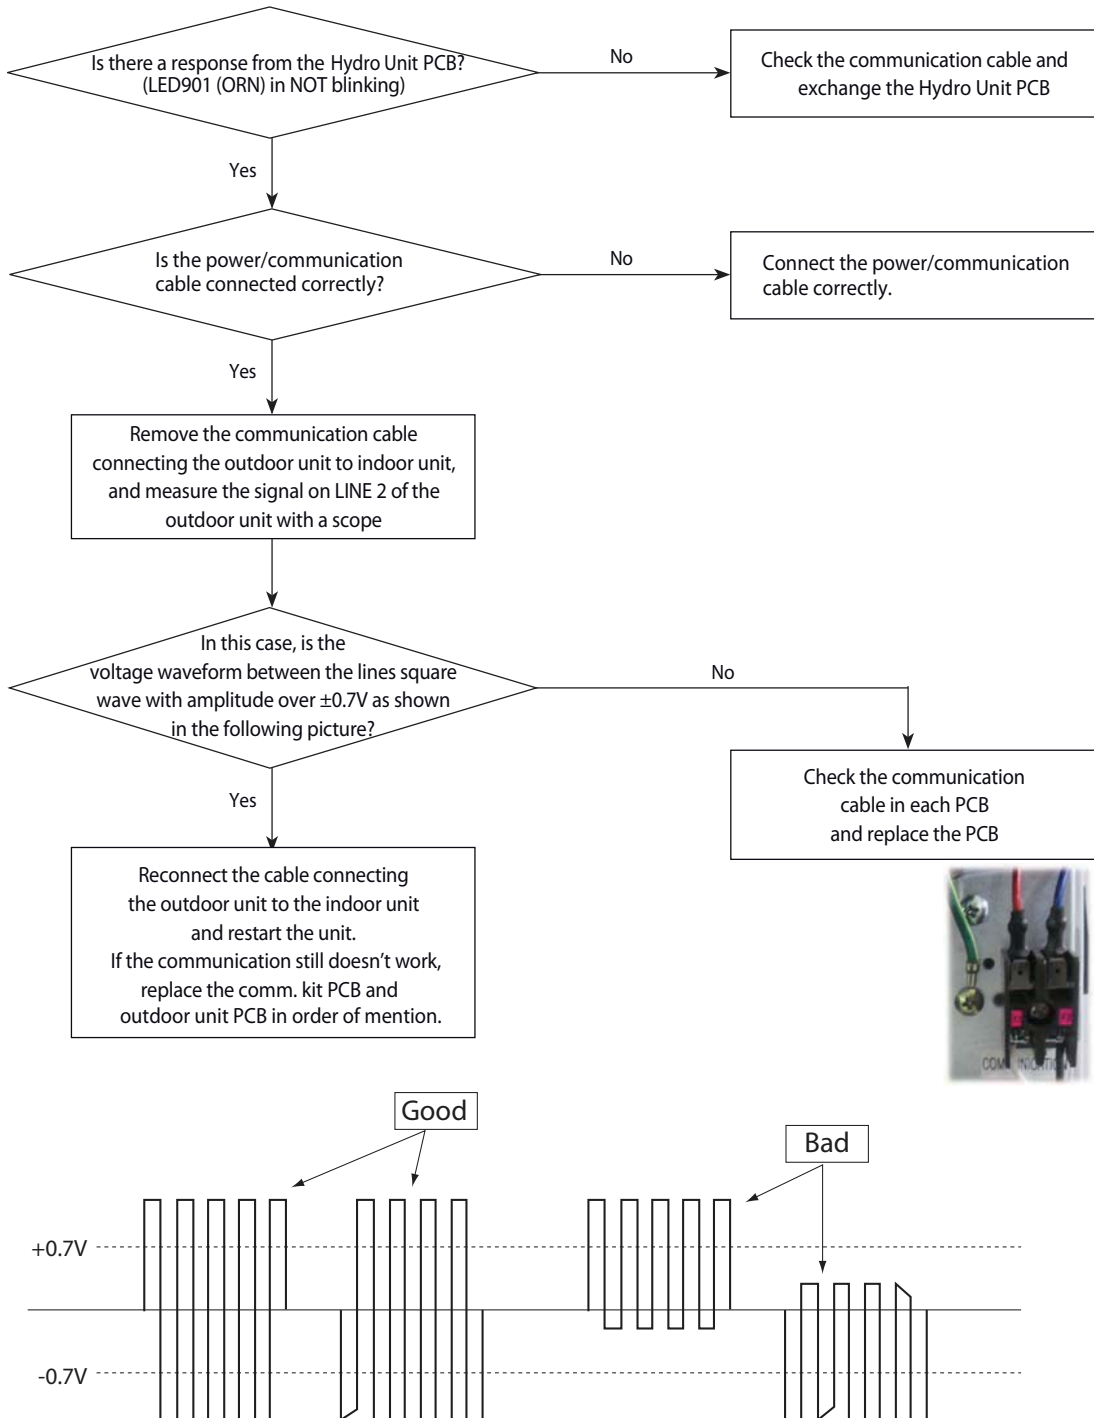 Is there a response from the Hydro Unit PCB?
(LED901 (ORN) in NOT blinking)
No
Check the communication cable and
exchange the Hydro Unit PCB
Yes
Is the power/communication
cable connected correctly?
No
Connect the power/communication
cable correctly.
Yes
Remove the communication cable
connecting the outdoor unit to indoor unit,
and measure the signal on LINE 2 of the
outdoor unit with a scope
In this case, is the
voltage waveform between the lines square
wave with amplitude over ±0.7V as shown
in the following picture?
No
Check the communication
cable in each PCB
and replace the PCB
Yes
Reconnect the cable connecting
the outdoor unit to the indoor unit
and restart the unit.
If the communication still doesn't work,
replace the comm. kit PCB and
outdoor unit PCB in order of mention.
Good
Bad
+0.7V
-0.7V